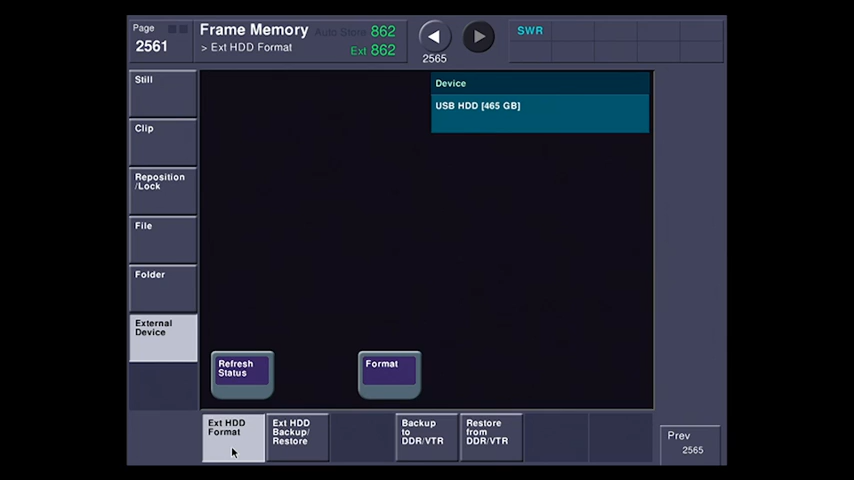 Page
2561
Frame Memory
> Ext HDD Format
Auto Store 862
Ext 862
2565
SWR
Still
Clip
Reposition
/Lock
File
Folder
External
Device
Device
USB HDD [465 GB]
Refresh
Status
Format
Ext HDD
Format
Ext HDD
Backup/
Restore
Backup
to
DDR/VTR
Restore
from
DDR/VTR
Prev
2565